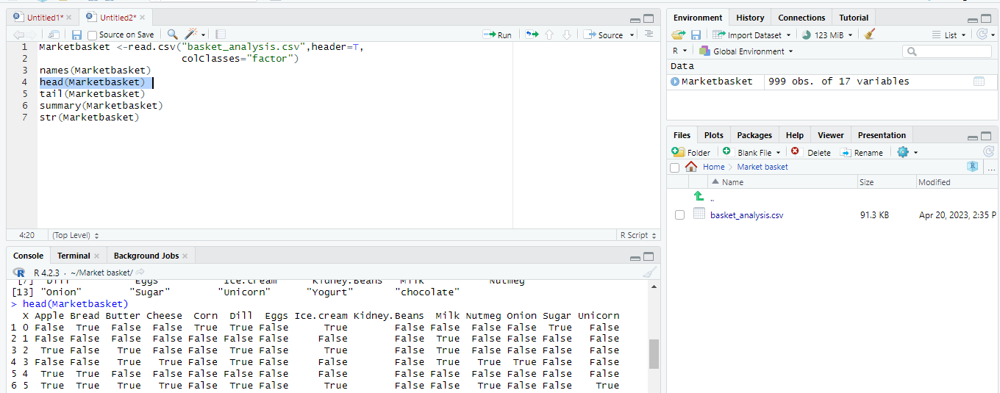 Untitled1* Untitled2*
Source on Save Run Source
1 Marketbasket <-read.csv("basket_analysis.csv",header=T,
2 colClasses="factor")
3 names(Marketbasket)
4 head(Marketbasket)
5 tail(Marketbasket)
6 summary(Marketbasket)
7 str(Marketbasket)
4:20 (Top Level) R Script
Console Terminal Background Jobs
R 4.2.3 · ~/Market basket/
[7] "Dill" "Eggs" "Ice.cream" "Kidney.Beans" "Milk" "Nutmeg"
[13] "Onion" "Sugar" "Unicorn" "Yogurt" "chocolate"
> head(Marketbasket)
X Apple Bread Butter Cheese Corn Dill Eggs Ice.cream Kidney.Beans Milk Nutmeg Onion Sugar Unicorn
1 0 False True False False True True False True False False False False True False
2 1 False False False False False False False False False True False False False False
3 2 True False True False False True False True False True False False False False
4 3 False False True True False True False False False True True True False False
5 4 True True False False False False False False False False False False False False
6 5 True True True True False True False True False False True False False True
Environment History Connections Tutorial
Import Dataset 123 MiB List
R Global Environment
Data
Marketbasket 999 obs. of 17 variables
Files Plots Packages Help Viewer Presentation
Folder Blank File Delete Rename
Home Market basket R ...
Name Size Modified
..
basket_analysis.csv 91.3 KB Apr 20, 2023, 2:35 P